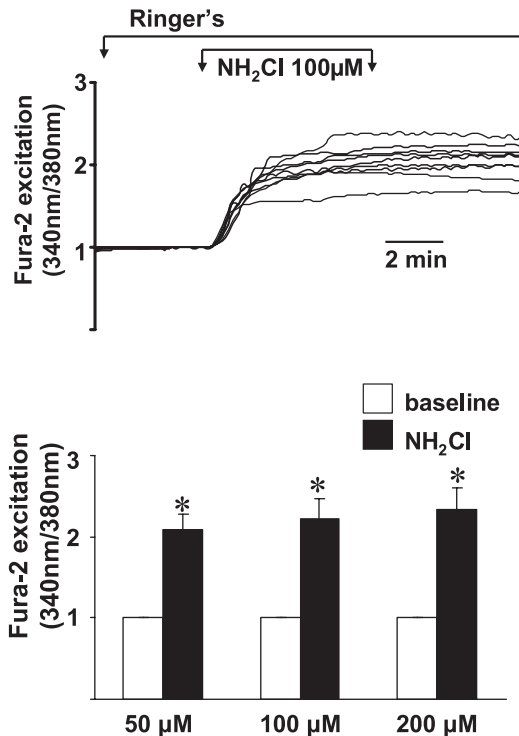 Ringer's
NH₂Cl 100µM
Fura-2 excitation
(340nm/380nm)
3
2
1
2 min
baseline
NH₂Cl
Fura-2 excitation
(340nm/380nm)
3
2
1
*
*
*
50 µM
100 µM
200 µM